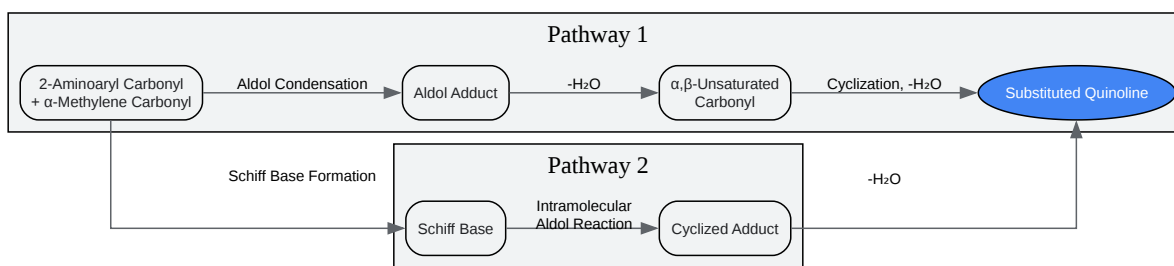 Pathway 1
2-Aminoaryl Carbonyl
+ α-Methylene Carbonyl
Aldol Condensation
Aldol Adduct
-H₂O
α,β-Unsaturated
Carbonyl
Cyclization, -H₂O
Substituted Quinoline
Schiff Base Formation
Pathway 2
Schiff Base
Intramolecular
Aldol Reaction
Cyclized Adduct
-H₂O